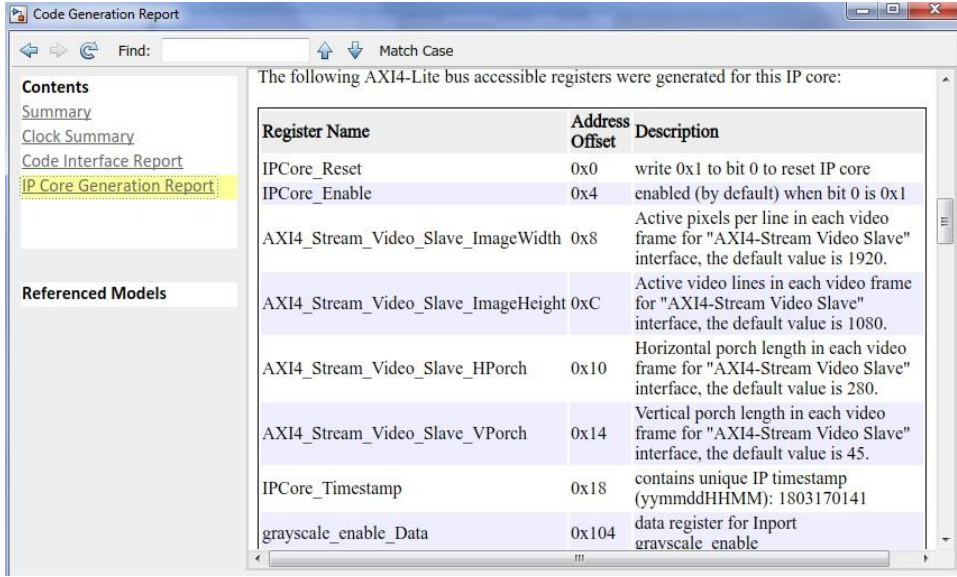 Code Generation Report
Find:
Match Case
Contents
Summary
Clock Summary
Code Interface Report
IP Core Generation Report
Referenced Models
The following AXI4-Lite bus accessible registers were generated for this IP core:
Register Name Address Offset Description
IPCore_Reset 0x0 write 0x1 to bit 0 to reset IP core
IPCore_Enable 0x4 enabled (by default) when bit 0 is 0x1
AXI4_Stream_Video_Slave_ImageWidth 0x8 Active pixels per line in each video
frame for "AXI4-Stream Video Slave"
interface, the default value is 1920.
AXI4_Stream_Video_Slave_ImageHeight 0xC Active video lines in each video frame
for "AXI4-Stream Video Slave"
interface, the default value is 1080.
AXI4_Stream_Video_Slave_HPorch 0x10 Horizontal porch length in each video
frame for "AXI4-Stream Video Slave"
interface, the default value is 280.
AXI4_Stream_Video_Slave_VPorch 0x14 Vertical porch length in each video
frame for "AXI4-Stream Video Slave"
interface, the default value is 45.
IPCore_Timestamp 0x18 contains unique IP timestamp
(yymmddHHMM): 1803170141
grayscale_enable_Data 0x104 data register for Inport
grayscale_enable